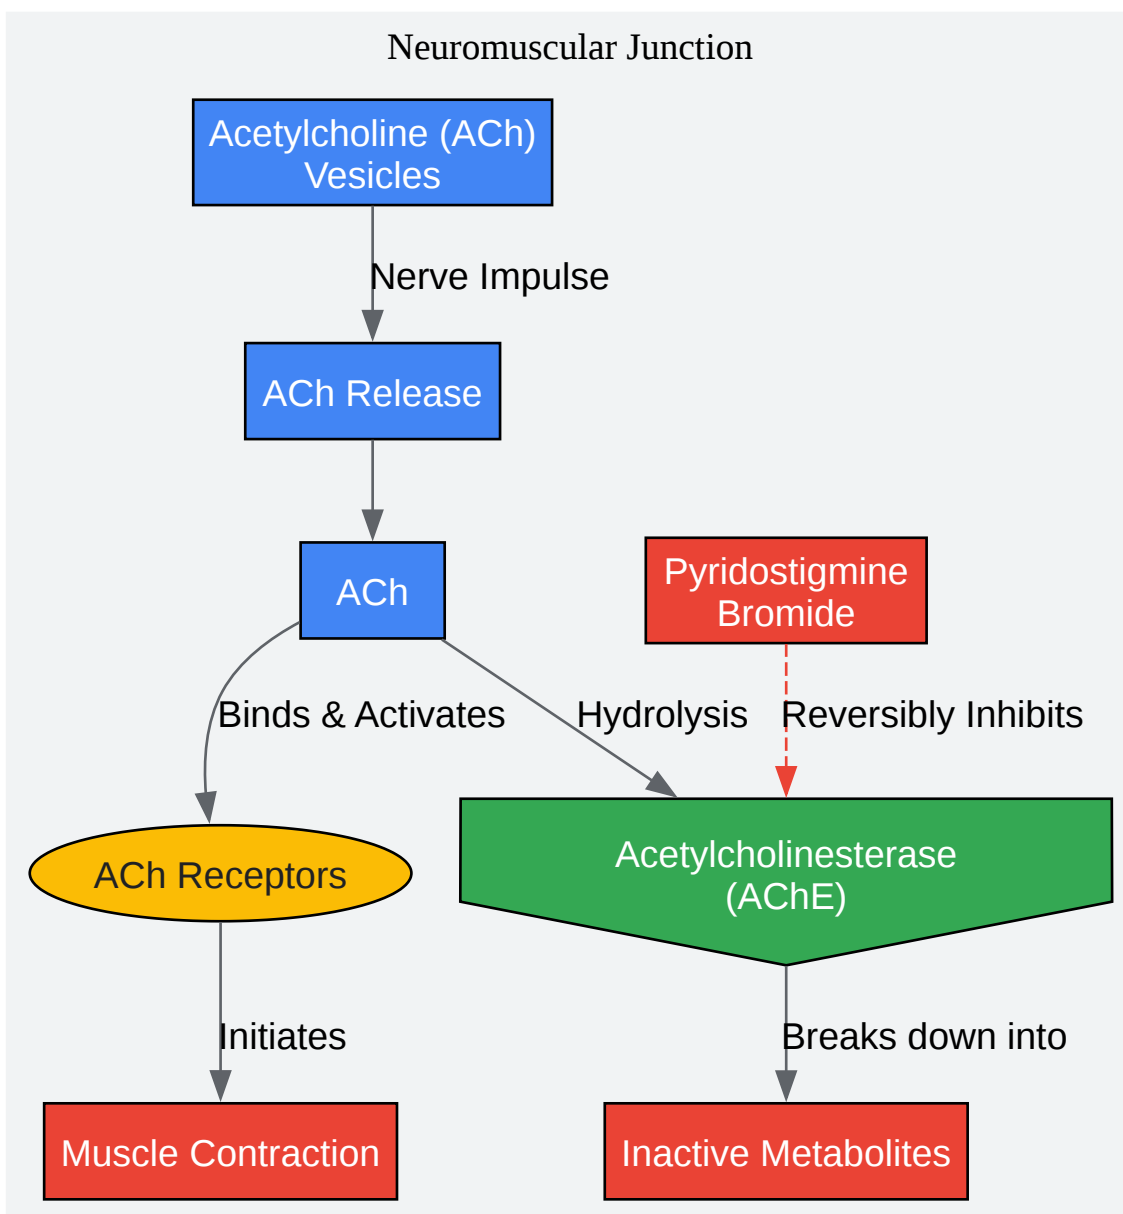 Neuromuscular Junction
Acetylcholine (ACh)
Vesicles
Nerve Impulse
ACh Release
ACh
Pyridostigmine
Bromide
Binds & Activates
Hydrolysis
Reversibly Inhibits
ACh Receptors
Acetylcholinesterase
(AChE)
Initiates
Breaks down into
Muscle Contraction
Inactive Metabolites